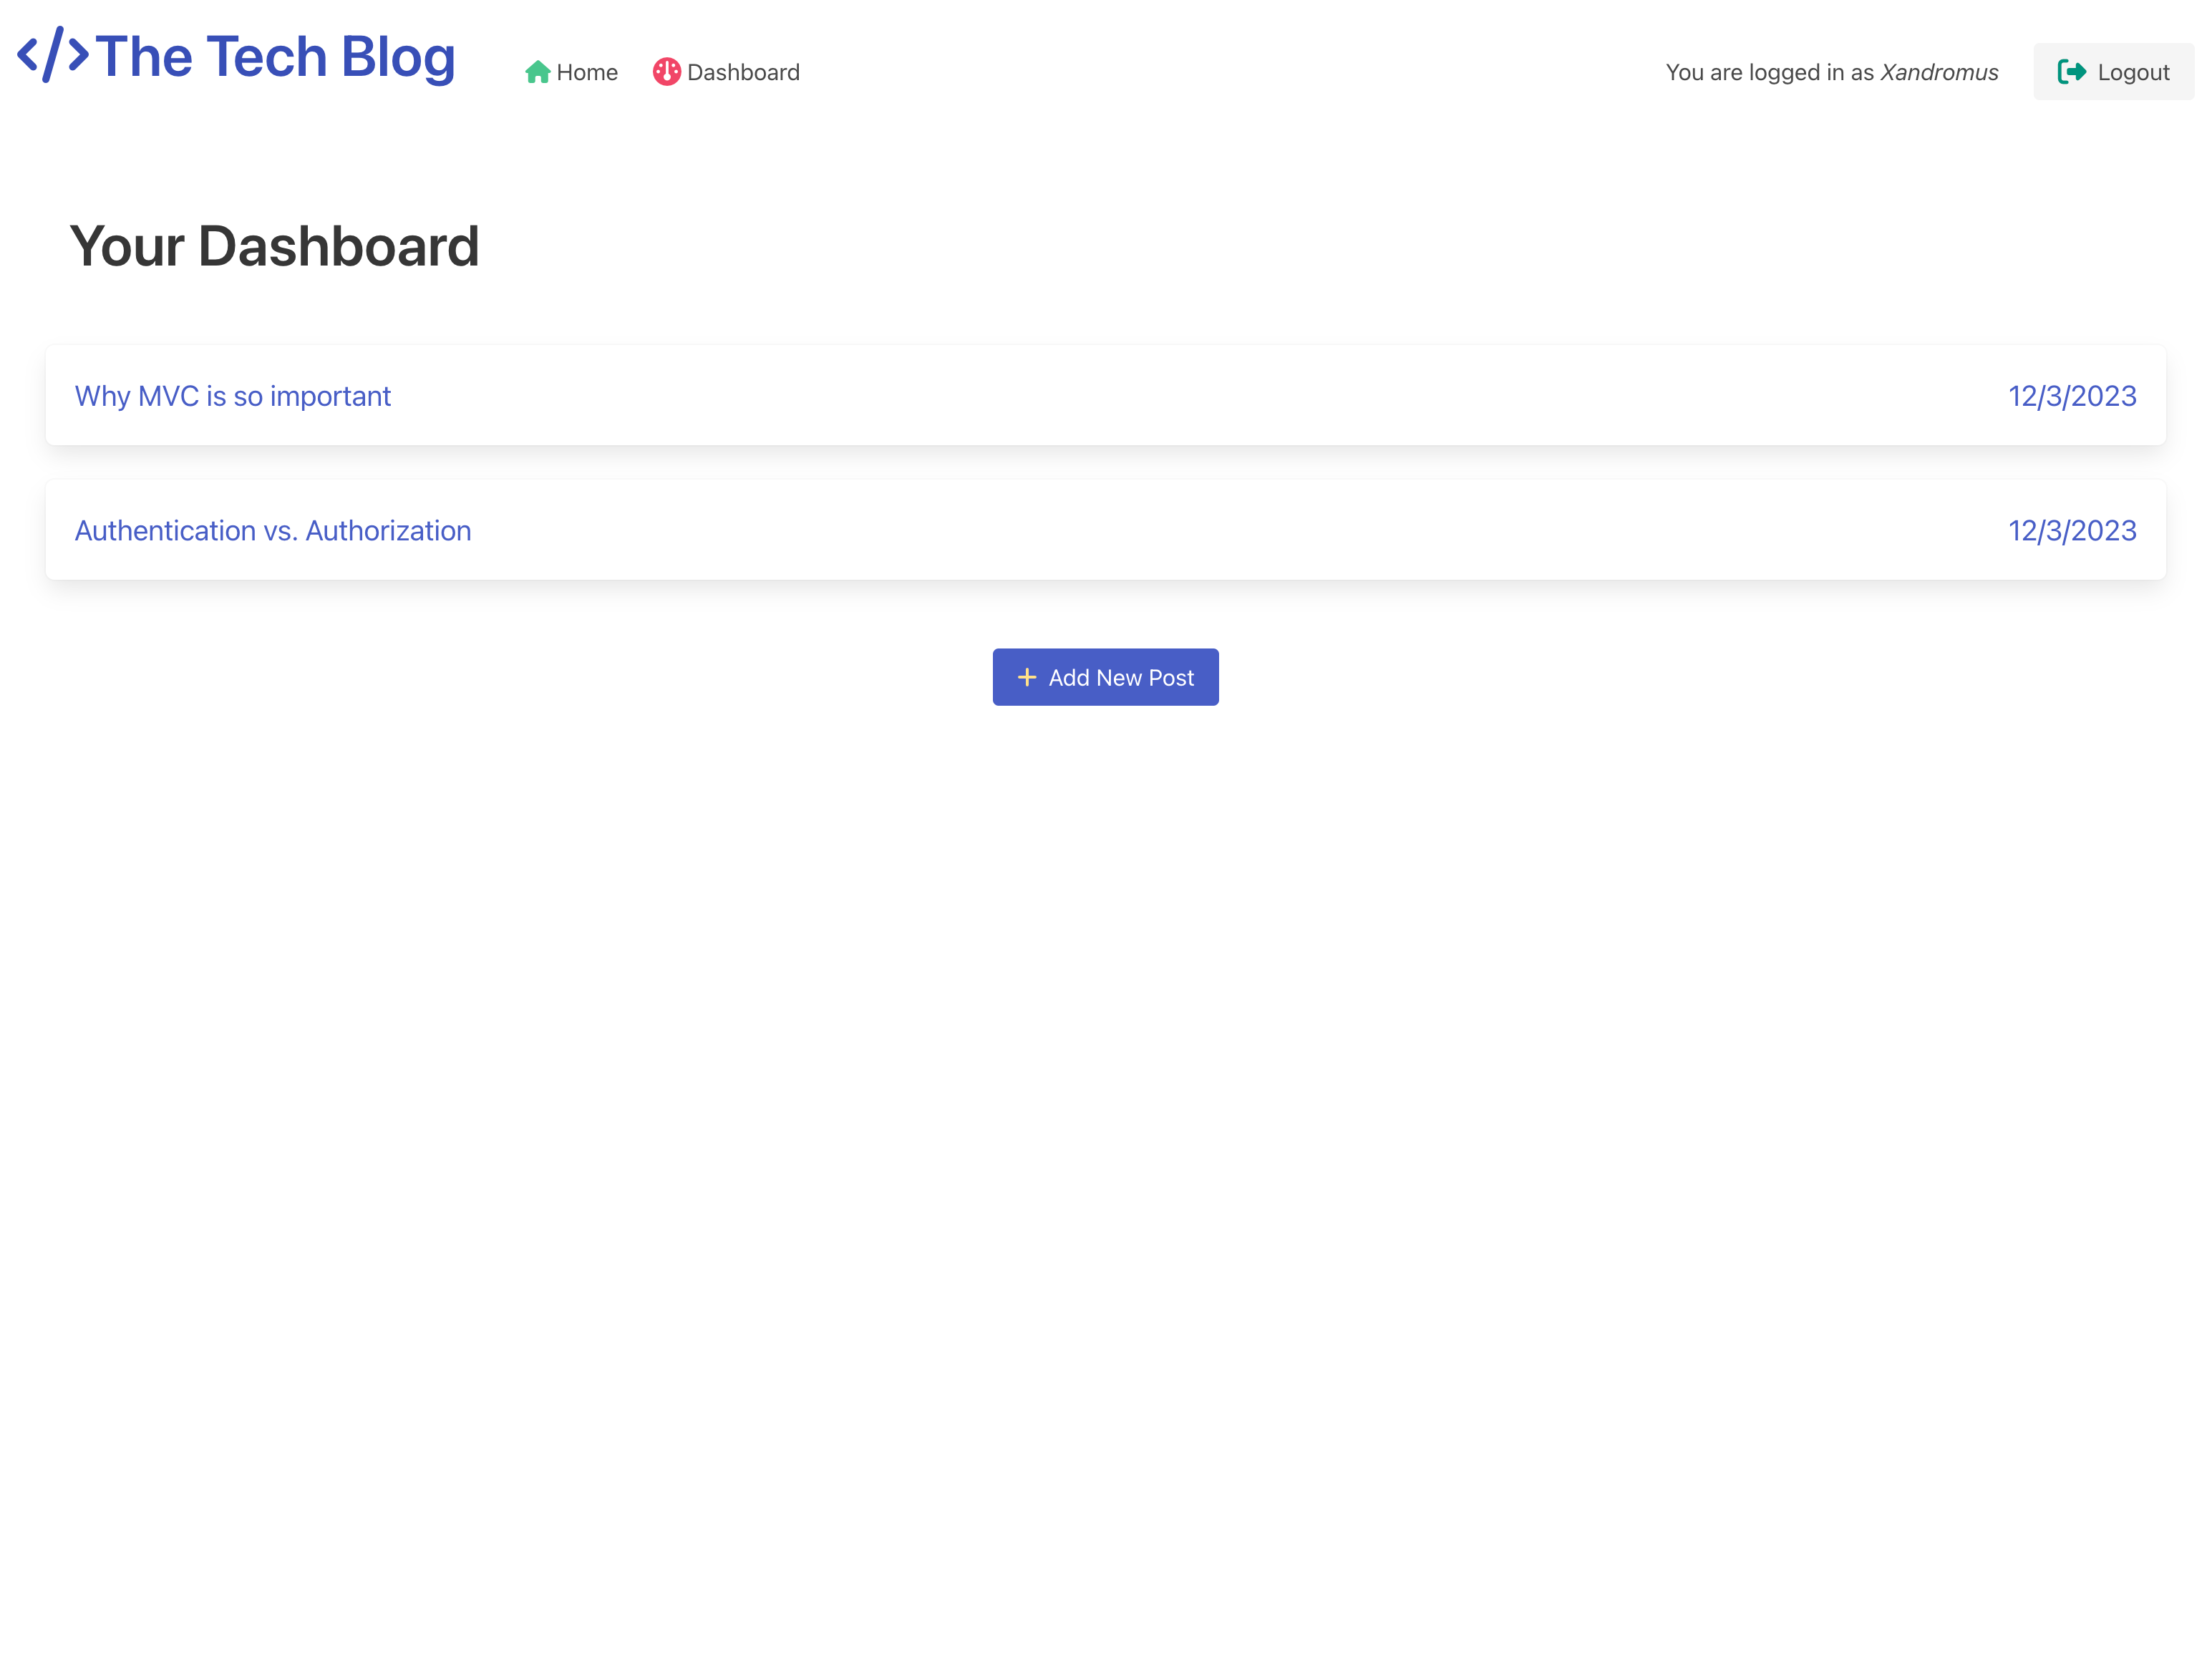 </>The Tech Blog Home Dashboard You are logged in as Xandromus Logout
Your Dashboard
Why MVC is so important 12/3/2023
Authentication vs. Authorization 12/3/2023
+ Add New Post